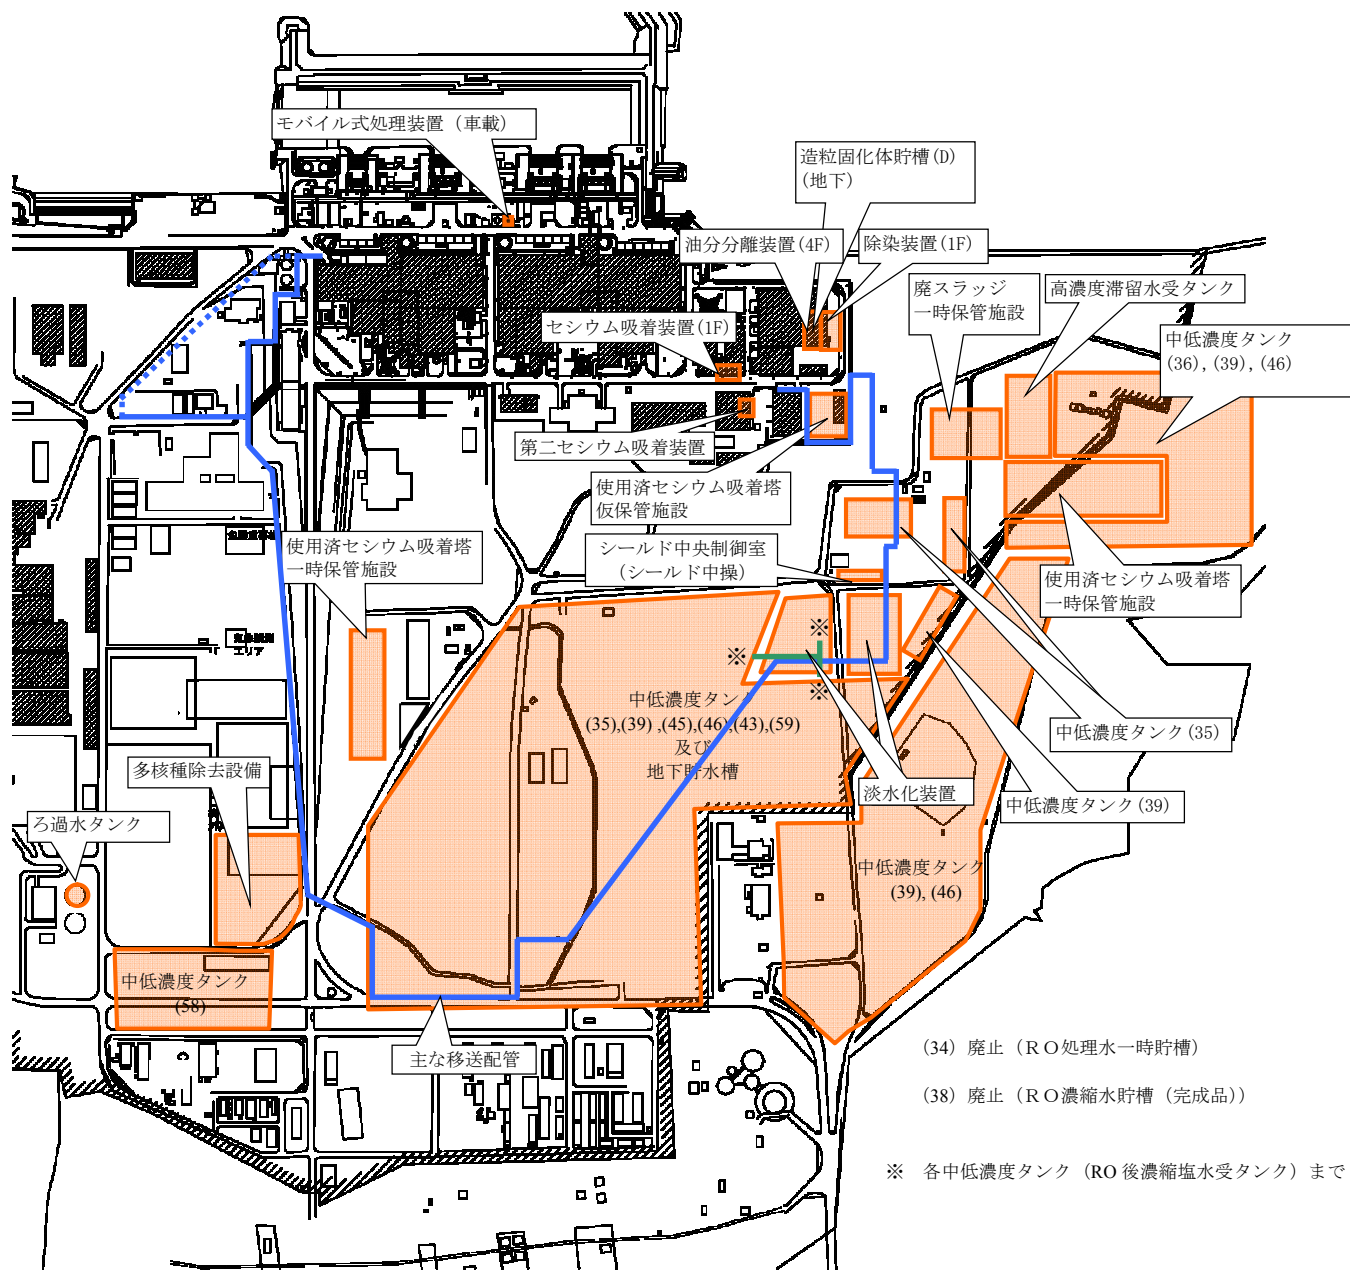 モバイル式処理装置（車載）
造粒固化体貯槽(D)
(地下)
油分分離装置(4F)
除染装置(1F)
廃スラッジ
一時保管施設
高濃度滞留水受タンク
セシウム吸着装置(1F)
中低濃度タンク
(36),(39),(46)
第二セシウム吸着装置
使用済セシウム吸着塔
仮保管施設
使用済セシウム吸着塔
一時保管施設
シールド中央制御室
（シールド中操）
使用済セシウム吸着塔
一時保管施設
エリア
※
※
※
中低濃度タンク
(35),(39),(45),(46),(43),(59)
及び
地下貯水槽
中低濃度タンク(35)
淡水化装置
中低濃度タンク(39)
多核種除去設備
ろ過水タンク
中低濃度タンク
(39),(46)
中低濃度タンク
(58)
主な移送配管
(34) 廃止（ＲＯ処理水一時貯槽）
(38) 廃止（ＲＯ濃縮水貯槽（完成品））
※　各中低濃度タンク（RO 後濃縮塩水受タンク）まで